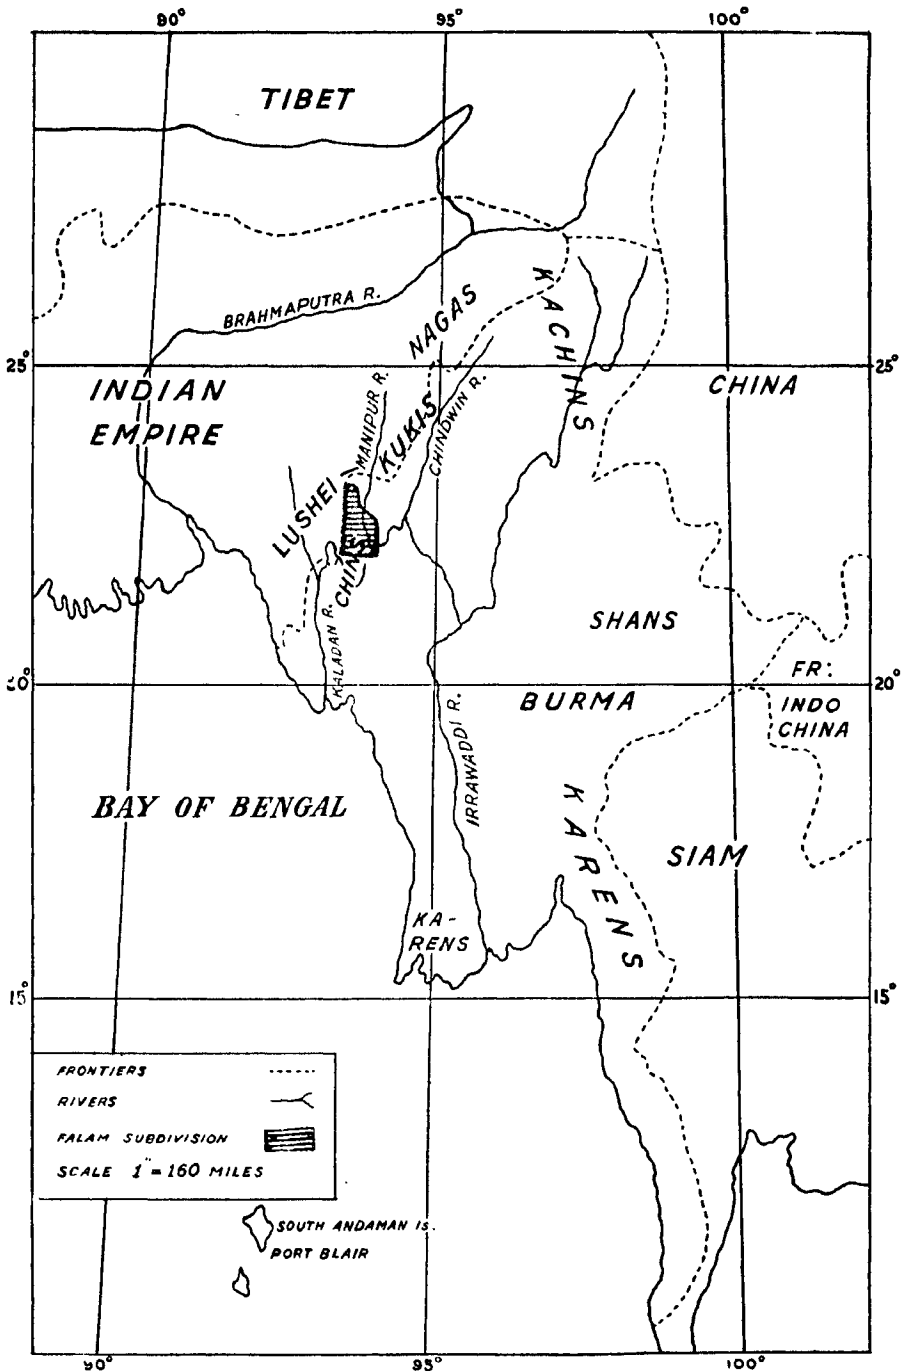 90° 95° 100°
TIBET
BRAHMAPUTRA R.
NAGAS
KACHINS
25° 25°
INDIAN
EMPIRE
CHINA
MANIPUR R.
KUKIS
CHINDWIN R.
LUSHEI
CHINS
KALADAN R.
SHANS
FR:
INDO
CHINA
20° 20°
BURMA
IRRAWADDI R.
BAY OF BENGAL
KARENS
SIAM
KA-
RENS
15° 15°
FRONTIERS
RIVERS
FALAM SUBDIVISION
SCALE 1" = 160 MILES
SOUTH ANDAMAN IS.
PORT BLAIR
90° 95° 100°